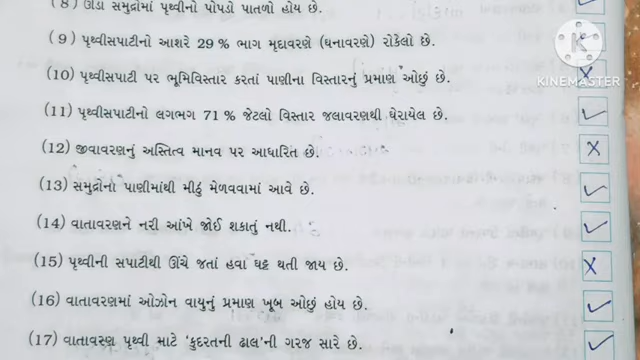 (8) ઊંડા સમુદ્રોમાં પૃથ્વીનો પોપડો પાતળો હોય છે.
(9) પૃથ્વીસપાટીનો આશરે 29 % ભાગ મૃદાવરણે (ઘનાવરણે) રોકેલો છે.
(10) પૃથ્વીસપાટી પર ભૂમિવિસ્તાર કરતાં પાણીના વિસ્તારનું પ્રમાણ ઓછું છે.
KINEMASTER
(11) પૃથ્વીસપાટીનો લગભગ 71 % જેટલો વિસ્તાર જલાવરણથી ઘેરાયેલ છે.
(12) જીવાવરણનું અસ્તિત્વ માનવ પર આધારિત છે.
(13) સમુદ્રોનો પાણીમાંથી મીઠું મેળવવામાં આવે છે.
(14) વાતાવરણને નરી આંખે જોઈ શકાતું નથી.
(15) પૃથ્વીની સપાટીથી ઊંચે જતાં હવા ઘટ્ટ થતી જાય છે.
(16) વાતાવરણમાં ઓઝોન વાયુનું પ્રમાણ ખૂબ ઓછું હોય છે.
(17) વાતાવરણ પૃથ્વી માટે ‘કુદરતની ઢાલ’ની ગરજ સારે છે.